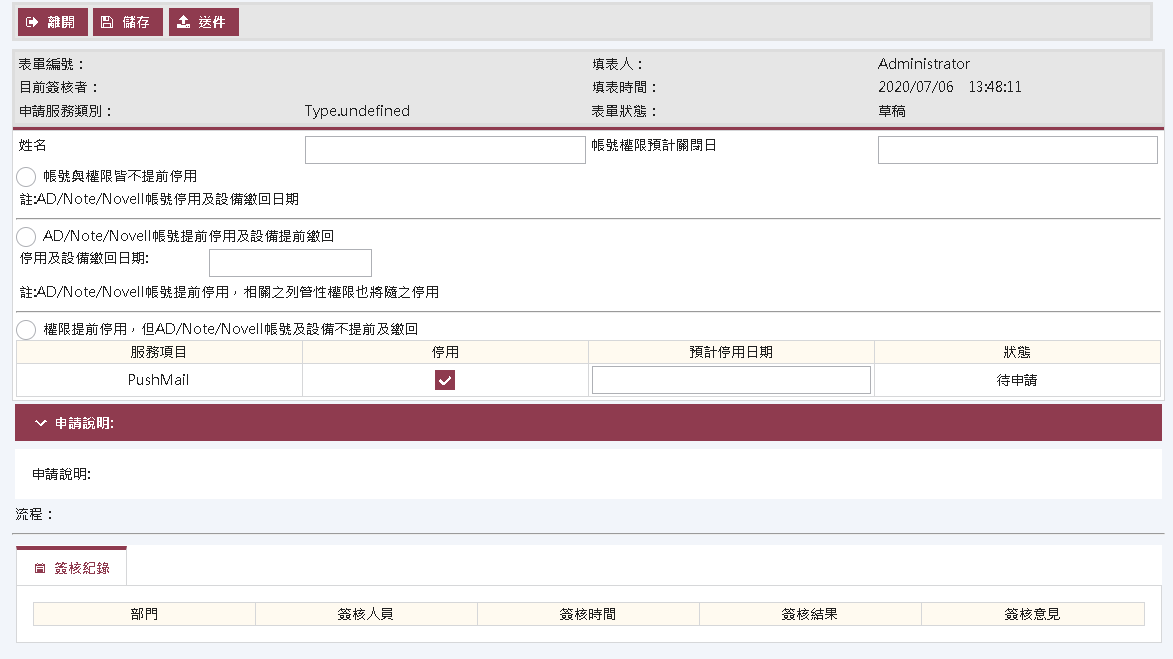 離開 儲存 送件
表單編號： 填表人： Administrator
目前簽核者： 填表時間： 2020/07/06 13:48:11
申請服務類別： Type.undefined 表單狀態： 草稿
姓名 帳號權限預計關閉日
帳號與權限皆不提前停用
註:AD/Note/Novell帳號停用及設備繳回日期
AD/Note/Novell帳號提前停用及設備提前繳回
停用及設備繳回日期:
註:AD/Note/Novell帳號提前停用，相關之列管性權限也將隨之停用
權限提前停用，但AD/Note/Novell帳號及設備不提前及繳回
服務項目 停用 預計停用日期 狀態
PushMail 待申請
申請說明:
申請說明:
流程：
簽核紀錄
部門 簽核人員 簽核時間 簽核結果 簽核意見